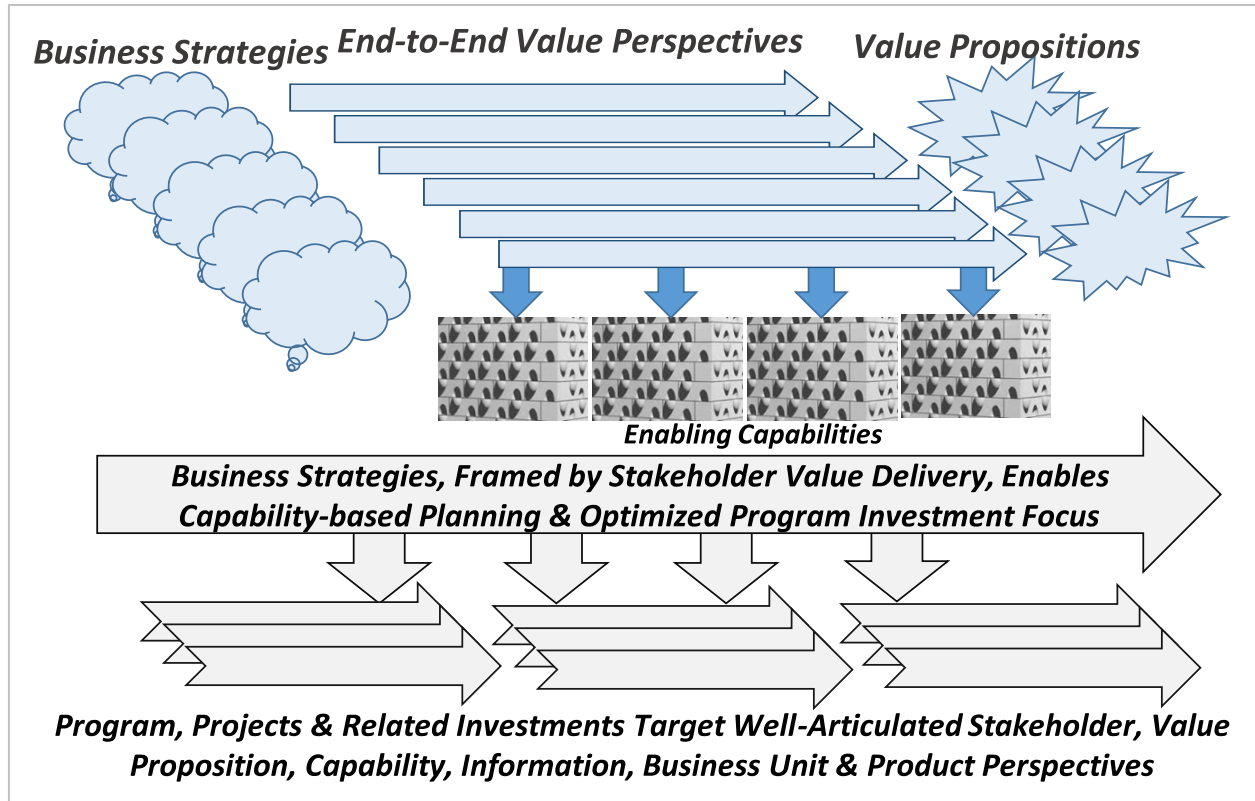 Business Strategies
End-to-End Value Perspectives
Value Propositions
Enabling Capabilities
Business Strategies, Framed by Stakeholder Value Delivery, Enables
Capability-based Planning & Optimized Program Investment Focus
Program, Projects & Related Investments Target Well-Articulated Stakeholder, Value
Proposition, Capability, Information, Business Unit & Product Perspectives